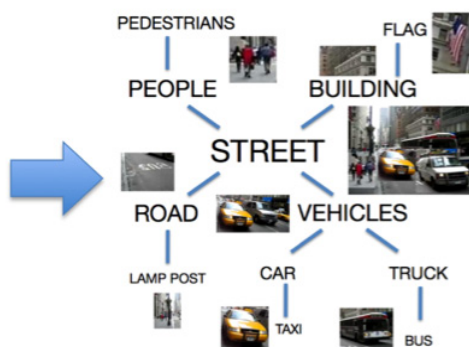 PEDESTRIANS
FLAG
PEOPLE
BUILDING
STREET
ROAD
VEHICLES
LAMP POST
CAR
TRUCK
TAXI
BUS